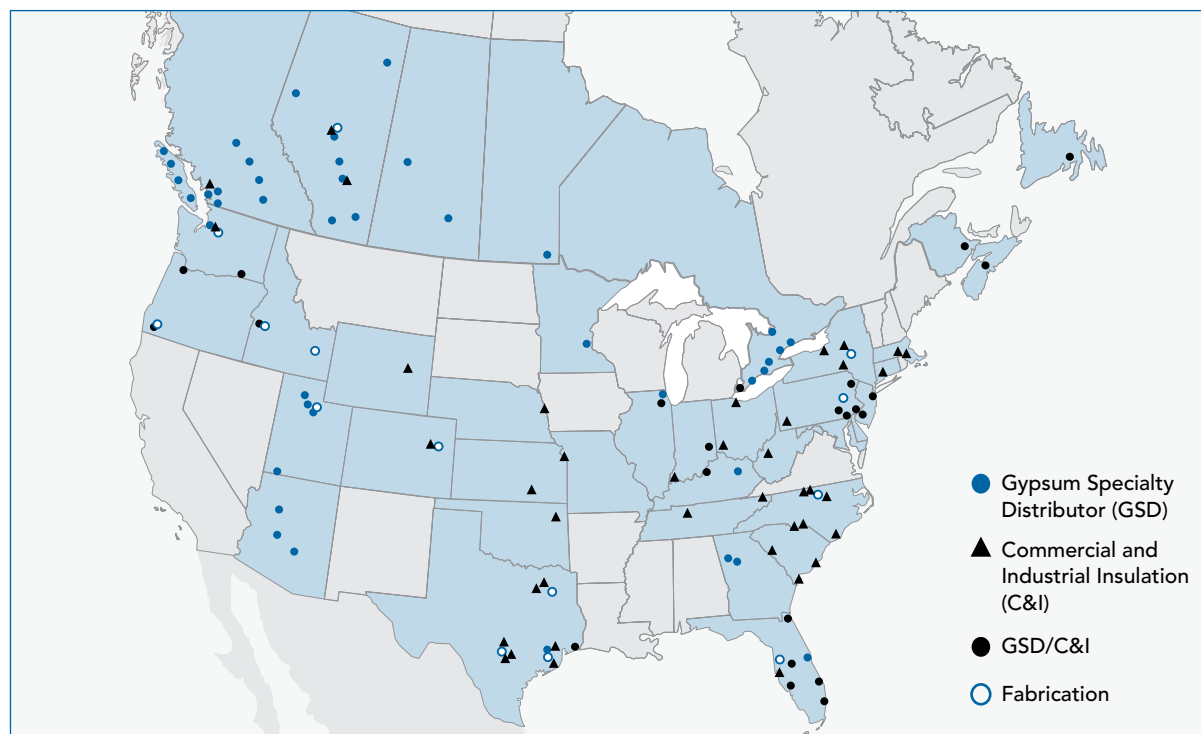 Gypsum Specialty
Distributor (GSD)
Commercial and
Industrial Insulation
(C&I)
GSD/C&I
Fabrication